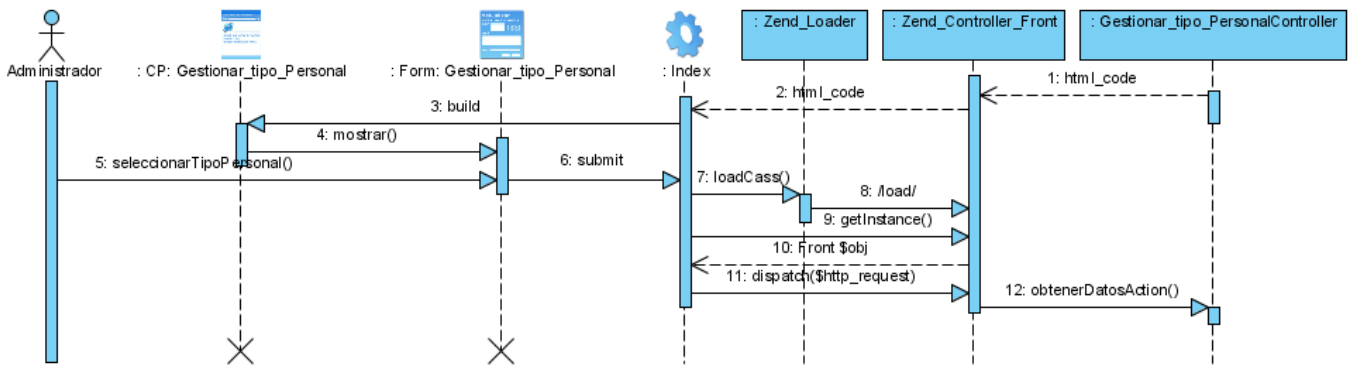 : Zend_Loader
: Zend_Controller_Front
: Gestionar_tipo_PersonalController
Administrador
: CP: Gestionar_tipo_Personal
: Form: Gestionar_tipo_Personal
: Index
1: html_code
2: html_code
3: build
4: mostrar()
5: seleccionarTipoPersonal()
6: submit
7: loadCass()
8: /load/
9: getInstance()
10: Front $obj
11: dispatch($http_request)
12: obtenerDatosAction()